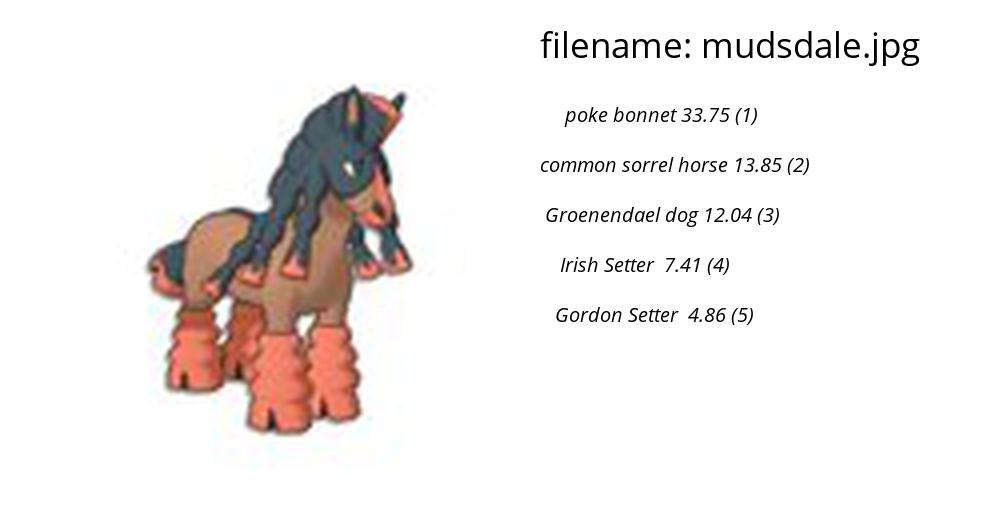 filename: mudsdale.jpg
poke bonnet 33.75 (1)
common sorrel horse 13.85 (2)
Groenendael dog 12.04 (3)
Irish Setter  7.41 (4)
Gordon Setter  4.86 (5)